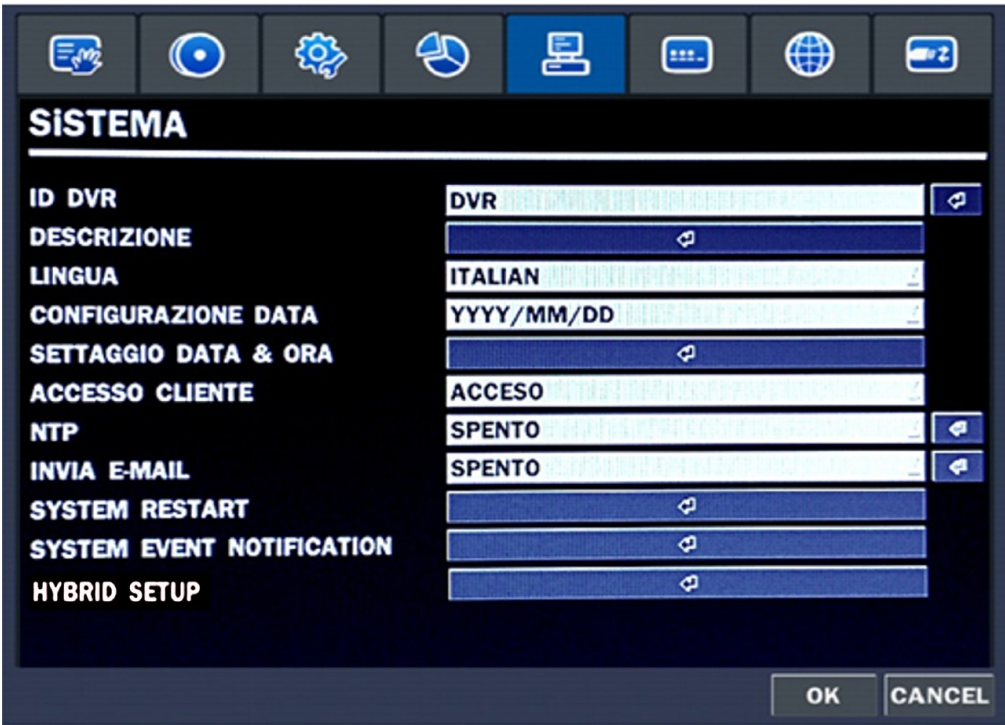 SiSTEMA
ID DVR DVR
DESCRIZIONE
LINGUA ITALIAN
CONFIGURAZIONE DATA YYYY/MM/DD
SETTAGGIO DATA & ORA
ACCESSO CLIENTE ACCESO
NTP SPENTO
INVIA E-MAIL SPENTO
SYSTEM RESTART
SYSTEM EVENT NOTIFICATION
HYBRID SETUP
OK CANCEL